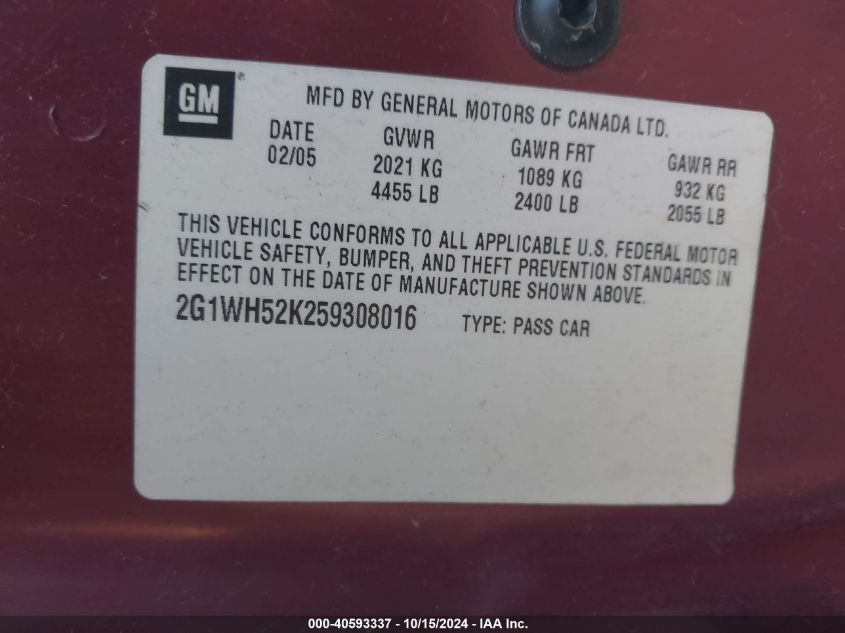 GM®
MFD BY GENERAL MOTORS OF CANADA LTD.
DATE GVWR GAWR FRT GAWR RR
02/05 2021 KG 1089 KG 932 KG
4455 LB 2400 LB 2055 LB
THIS VEHICLE CONFORMS TO ALL APPLICABLE U.S. FEDERAL MOTOR
VEHICLE SAFETY, BUMPER, AND THEFT PREVENTION STANDARDS IN
EFFECT ON THE DATE OF MANUFACTURE SHOWN ABOVE.
2G1WH52K259308016 TYPE: PASS CAR
000-40593337 - 10/15/2024 - IAA Inc.